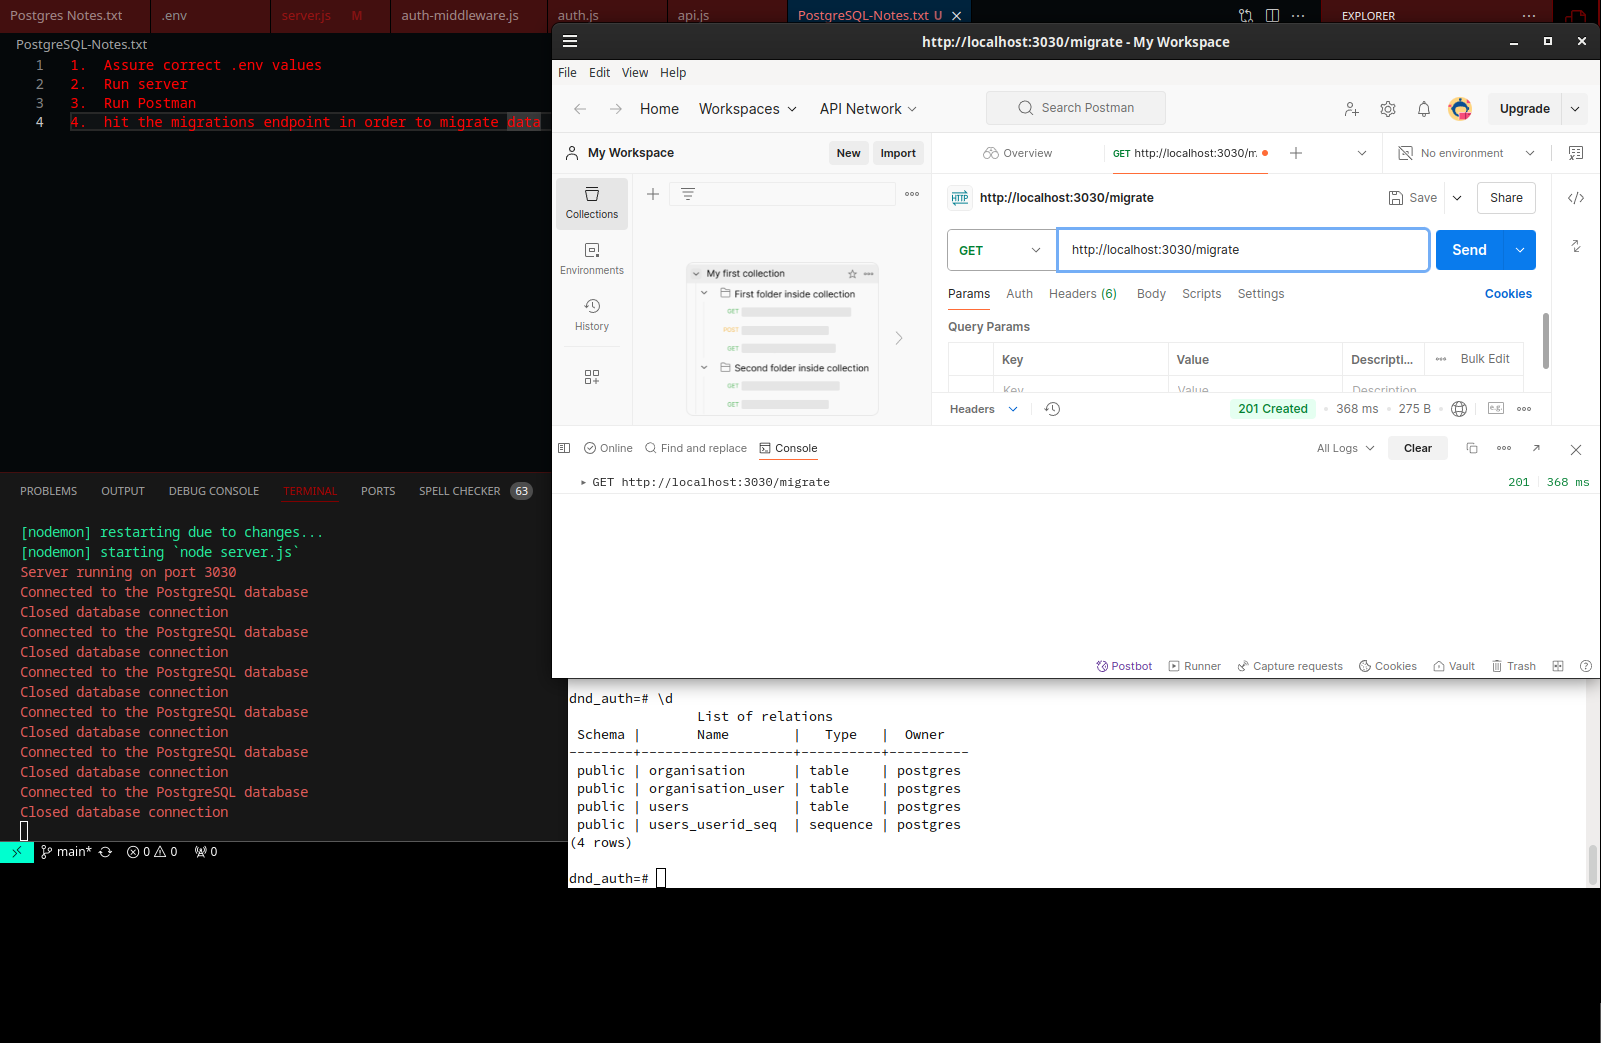 Postgres Notes.txt
.env
server.js M
auth-middleware.js
auth.js
api.js
PostgreSQL-Notes.txt U
EXPLORER
PostgreSQL-Notes.txt
1 1. Assure correct .env values
2 2. Run server
3 3. Run Postman
4 4. hit the migrations endpoint in order to migrate data
http://localhost:3030/migrate - My Workspace
File Edit View Help
Home Workspaces API Network
Search Postman
Upgrade
My Workspace
New Import
Overview
GET http://localhost:3030/m
No environment
Collections
Environments
History
My first collection
First folder inside collection
GET
POST
GET
Second folder inside collection
GET
GET
HTTP http://localhost:3030/migrate
Save
Share
GET http://localhost:3030/migrate
Send
Params Auth Headers (6) Body Scripts Settings
Cookies
Query Params
Key Value Descripti... Bulk Edit
Key Value Description
Headers
201 Created 368 ms 275 B
e.g.
Online Find and replace Console
All Logs Clear
GET http://localhost:3030/migrate
201 368 ms
Postbot Runner Capture requests Cookies Vault Trash
PROBLEMS OUTPUT DEBUG CONSOLE TERMINAL PORTS SPELL CHECKER 63
[nodemon] restarting due to changes...
[nodemon] starting `node server.js`
Server running on port 3030
Connected to the PostgreSQL database
Closed database connection
Connected to the PostgreSQL database
Closed database connection
Connected to the PostgreSQL database
Closed database connection
Connected to the PostgreSQL database
Closed database connection
Connected to the PostgreSQL database
Closed database connection
Connected to the PostgreSQL database
Closed database connection
main* 0 0 0
dnd_auth=# \d
List of relations
Schema | Name | Type | Owner
--------+-------------------+----------+----------
public | organisation | table | postgres
public | organisation_user | table | postgres
public | users | table | postgres
public | users_userid_seq | sequence | postgres
(4 rows)
dnd_auth=#